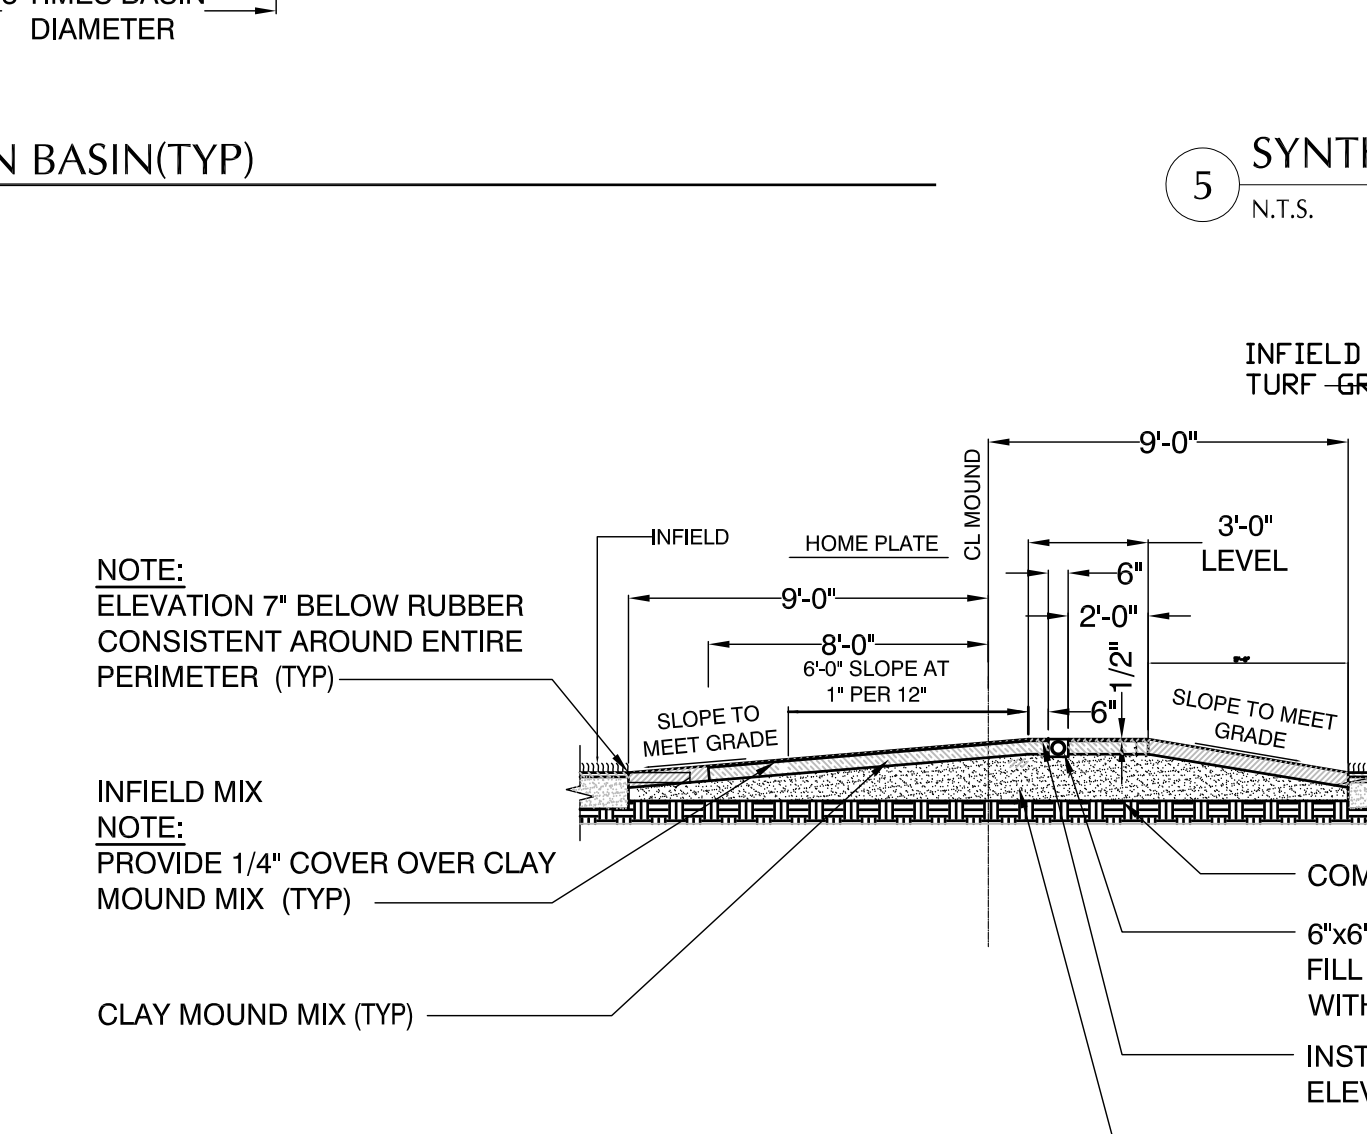 TIMES BASIN
DIAMETER
N BASIN(TYP)
5
SYNTH
N.T.S.
INFIELD
TURF GR
9'-0"
CL MOUND
3'-0"
LEVEL
INFIELD
HOME PLATE
6"
NOTE:
ELEVATION 7" BELOW RUBBER
CONSISTENT AROUND ENTIRE
PERIMETER (TYP)
9'-0"
2'-0"
8'-0"
6'-0" SLOPE AT
1" PER 12"
1/2"
6"
SLOPE TO
MEET GRADE
SLOPE TO MEET
GRADE
INFIELD MIX
NOTE:
PROVIDE 1/4" COVER OVER CLAY
MOUND MIX (TYP)
COM
6"x6"
FILL
WITH
CLAY MOUND MIX (TYP)
INST
ELEV